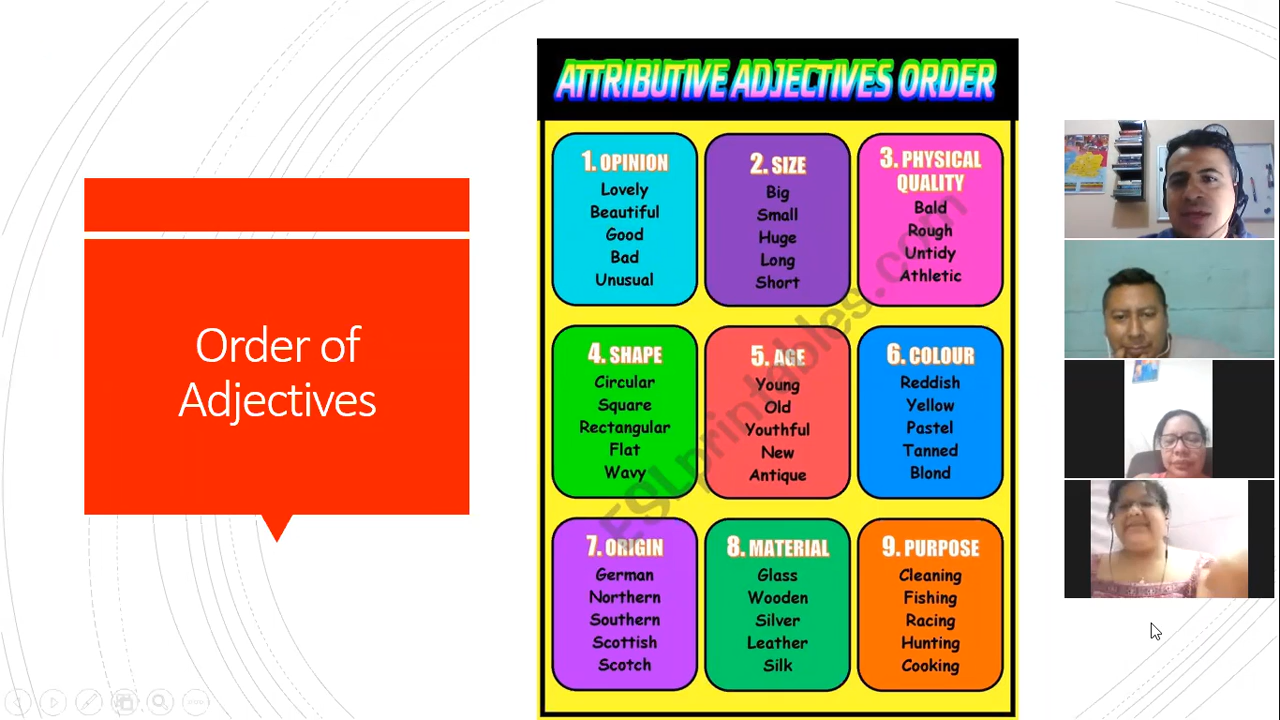 Order of
Adjectives
ATTRIBUTIVE ADJECTIVES ORDER
1. OPINION
Lovely
Beautiful
Good
Bad
Unusual
2. SIZE
Big
Small
Huge
Long
Short
3. PHYSICAL
QUALITY
Bald
Rough
Untidy
Athletic
4. SHAPE
Circular
Square
Rectangular
Flat
Wavy
5. AGE
Young
Old
Youthful
New
Antique
6. COLOUR
Reddish
Yellow
Pastel
Tanned
Blond
7. ORIGIN
German
Northern
Southern
Scottish
Scotch
8. MATERIAL
Glass
Wooden
Silver
Leather
Silk
9. PURPOSE
Cleaning
Fishing
Racing
Hunting
Cooking
ESLprintables.com